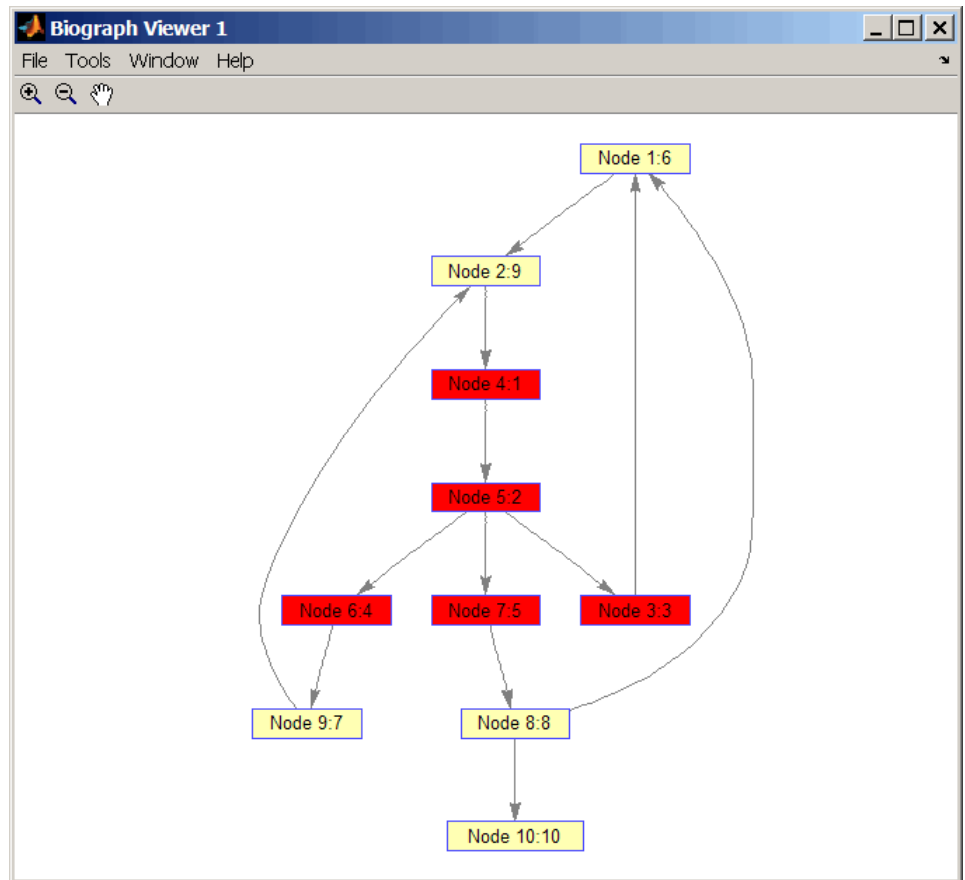 Biograph Viewer 1
File Tools Window Help
Node 1:6
Node 2:9
Node 4:1
Node 5:2
Node 6:4
Node 7:5
Node 3:3
Node 9:7
Node 8:8
Node 10:10